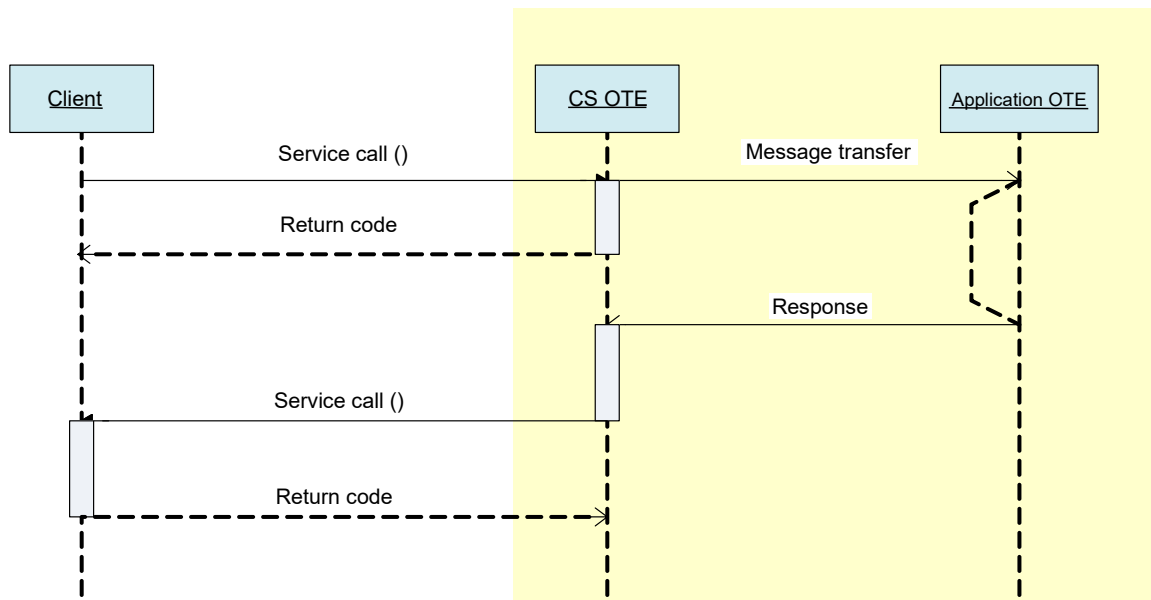 Client
CS OTE
Application OTE
Service call ()
Message transfer
Return code
Response
Service call ()
Return code